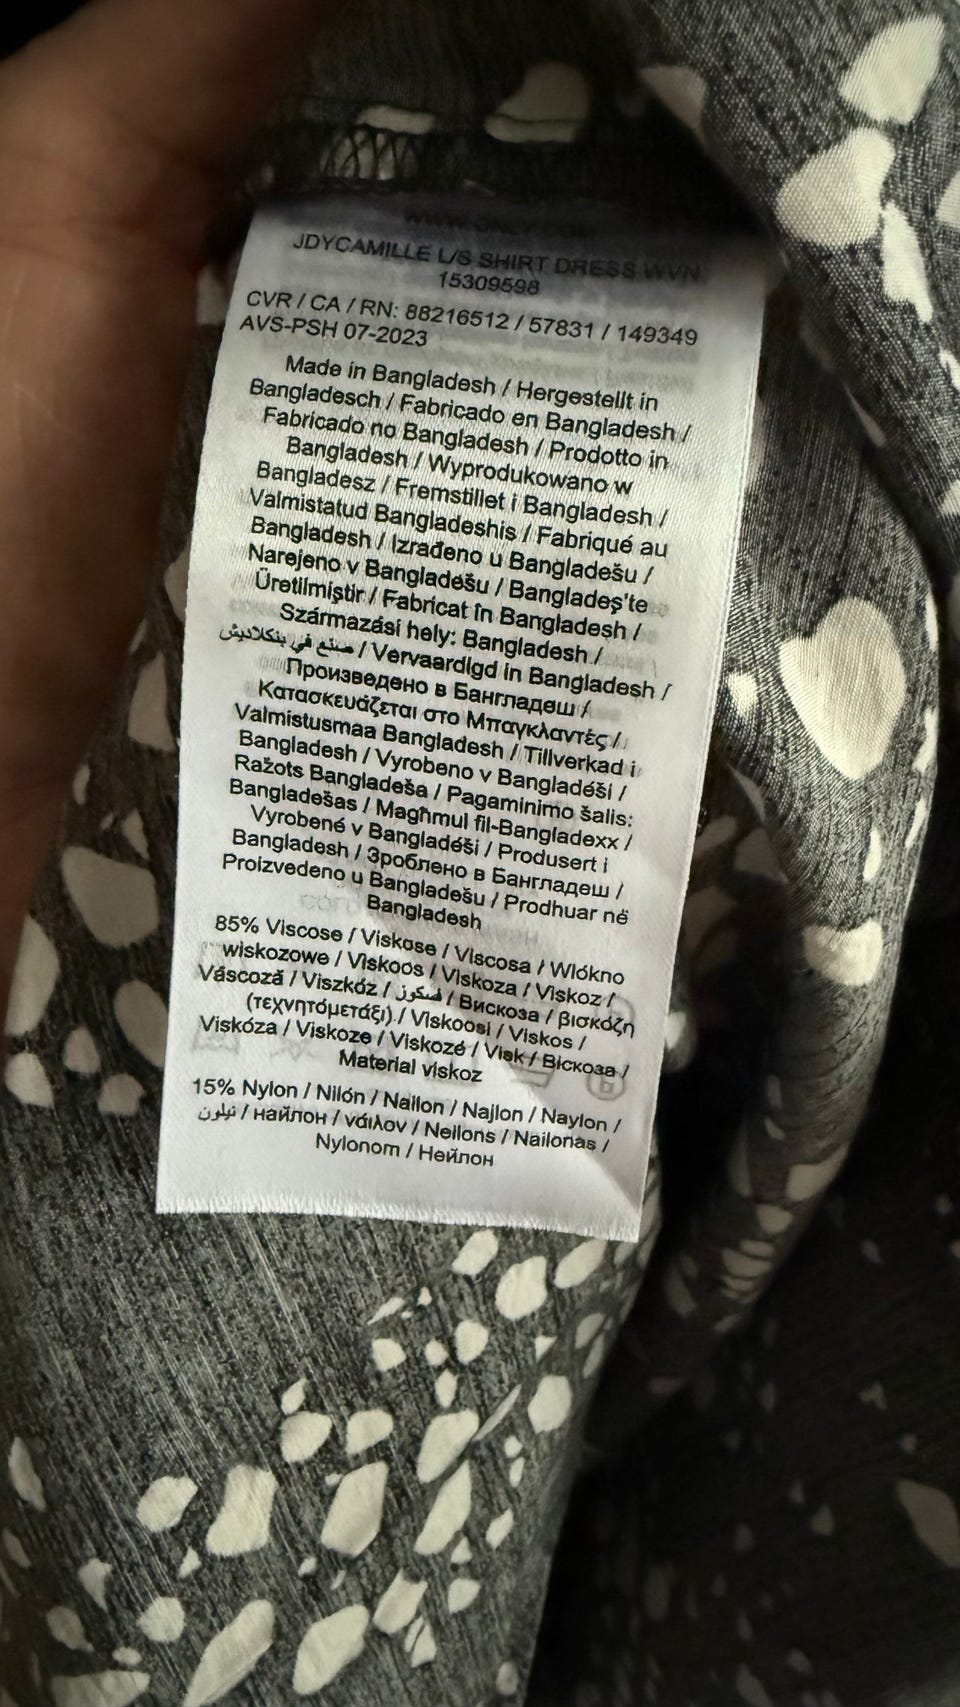 WWW.ONLY.COM
JDYCAMILLE L/S SHIRT DRESS WVN
15309598
CVR / CA / RN: 88216512 / 57831 / 149349
AVS-PSH 07-2023
Made in Bangladesh / Hergestellt in
Bangladesch / Fabricado en Bangladesh /
Fabricado no Bangladesh / Prodotto in
Bangladesh / Wyprodukowano w
Bangladesz / Fremstillet i Bangladesh /
Valmistatud Bangladeshis / Fabriqué au
Bangladesh / Izrađeno u Bangladešu /
Narejeno v Bangladešu / Bangladeş'te
Üretilmiştir / Fabricat în Bangladesh /
Származási hely: Bangladesh /
صنع في بنكلاديش / Vervaardigd in Bangladesh /
Произведено в Бангладеш /
Κατασκευάζεται στο Μπαγκλαντές /
Valmistusmaa Bangladesh / Tillverkad i
Bangladesh / Vyrobeno v Bangladéši /
Ražots Bangladeša / Pagaminimo šalis:
Bangladešas / Magħmul fil-Bangladexx /
Vyrobené v Bangladéši / Produsert i
Bangladesh / Зроблено в Бангладеш /
Proizvedeno u Bangladešu / Prodhuar në
Bangladesh
85% Viscose / Viskose / Viscosa / Włókno
wiskozowe / Viskoos / Viskoza / Viskoz /
Vâscoză / Viszkóz / فسكوز / Вискоза / βισκόζη
(τεχνητόμετάξι) / Viskoosi / Viskos /
Viskóza / Viskoze / Viskozé / Visk / Віскоза /
Material viskoz
15% Nylon / Nilón / Nailon / Najlon / Naylon /
نيلون / найлон / νάιλον / Neilons / Nailonas /
Nylonom / Нейлон